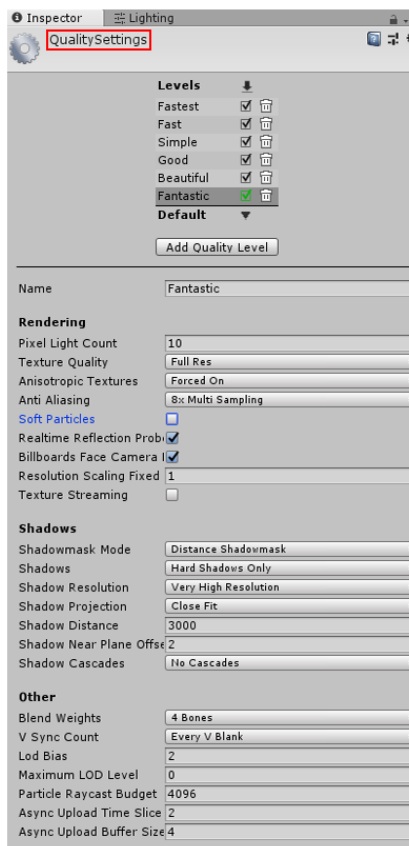 Inspector Lighting
QualitySettings
Levels
Fastest
Fast
Simple
Good
Beautiful
Fantastic
Default
Add Quality Level
Name Fantastic
Rendering
Pixel Light Count 10
Texture Quality Full Res
Anisotropic Textures Forced On
Anti Aliasing 8x Multi Sampling
Soft Particles
Realtime Reflection Prob
Billboards Face Camera
Resolution Scaling Fixed 1
Texture Streaming
Shadows
Shadowmask Mode Distance Shadowmask
Shadows Hard Shadows Only
Shadow Resolution Very High Resolution
Shadow Projection Close Fit
Shadow Distance 3000
Shadow Near Plane Offse 2
Shadow Cascades No Cascades
Other
Blend Weights 4 Bones
V Sync Count Every V Blank
Lod Bias 2
Maximum LOD Level 0
Particle Raycast Budget 4096
Async Upload Time Slice 2
Async Upload Buffer Size 4